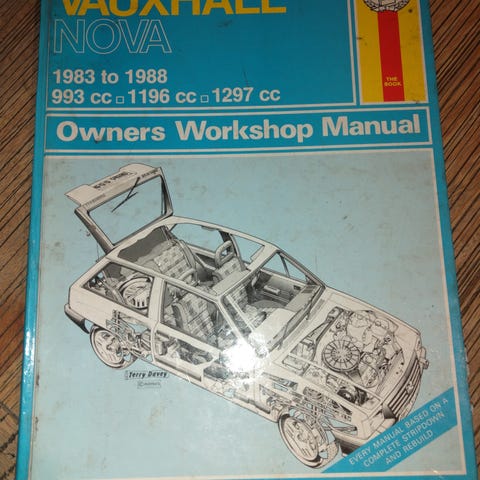 VAUXHALL
NOVA
1983 to 1988
993 cc □ 1196 cc □ 1297 cc
THE
BOOK
Owners Workshop Manual
Terry Davey
EVERY MANUAL BASED ON A
COMPLETE STRIPDOWN
AND REBUILD